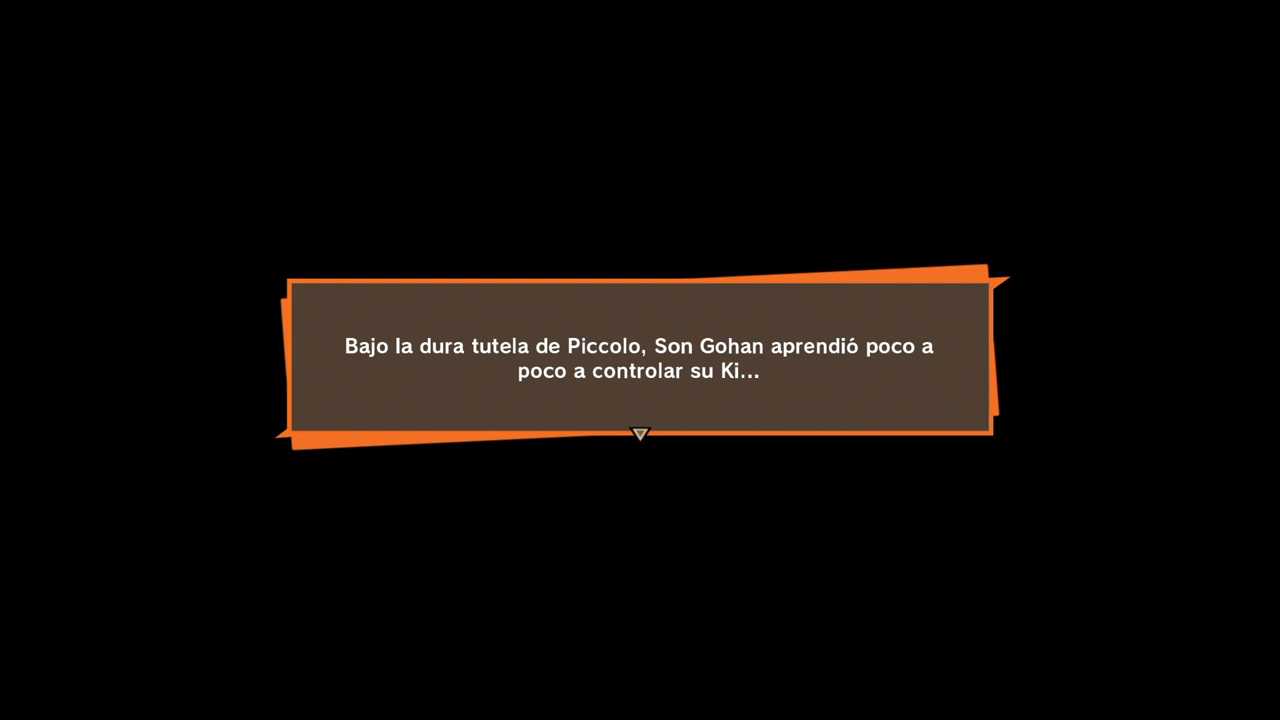 Bajo la dura tutela de Piccolo, Son Gohan aprendió poco a
poco a controlar su Ki...